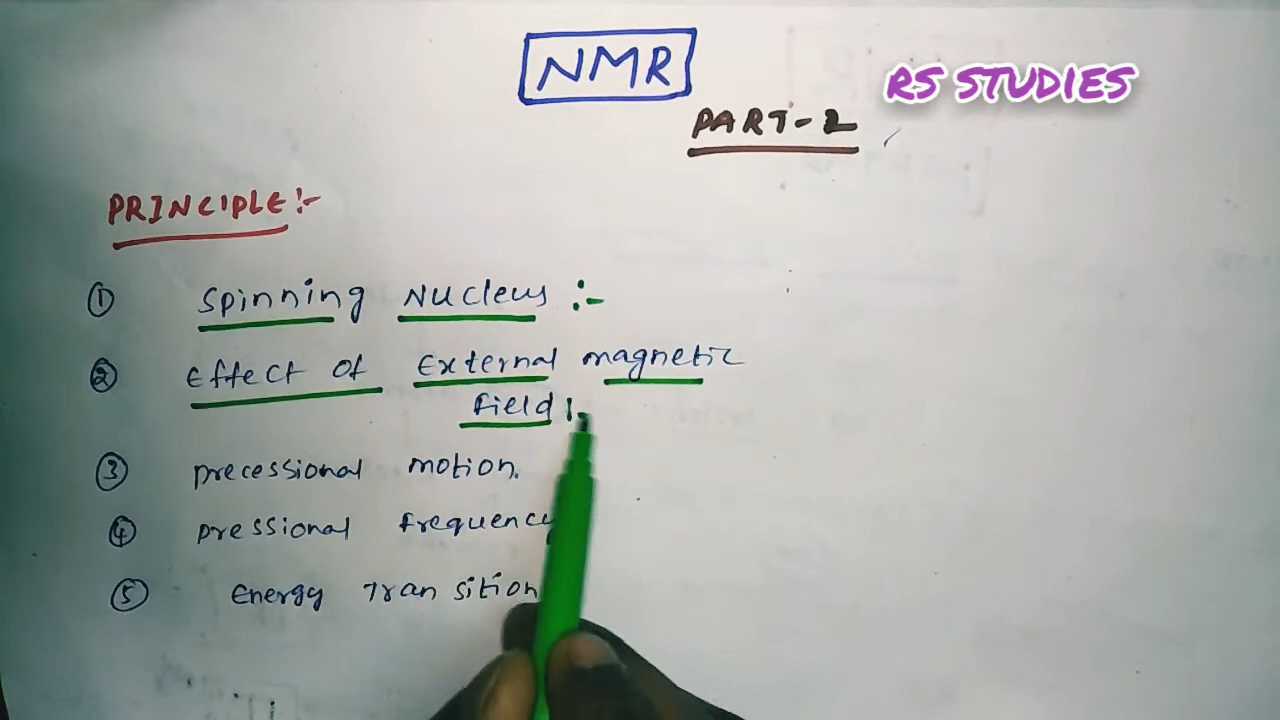 NMR
RS STUDIES
PART-2
PRINCIPLE:-
① Spinning Nucleus :-
② Effect of External magnetic
field :-
③ precessional motion.
④ pressional frequency
⑤ Energy Transition